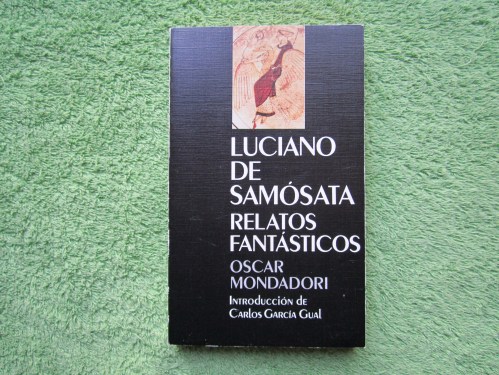 LUCIANO
DE
SAMÓSATA
RELATOS
FANTÁSTICOS
OSCAR
MONDADORI
INTRODUCCIÓN DE
CARLOS GARCÍA GUAL